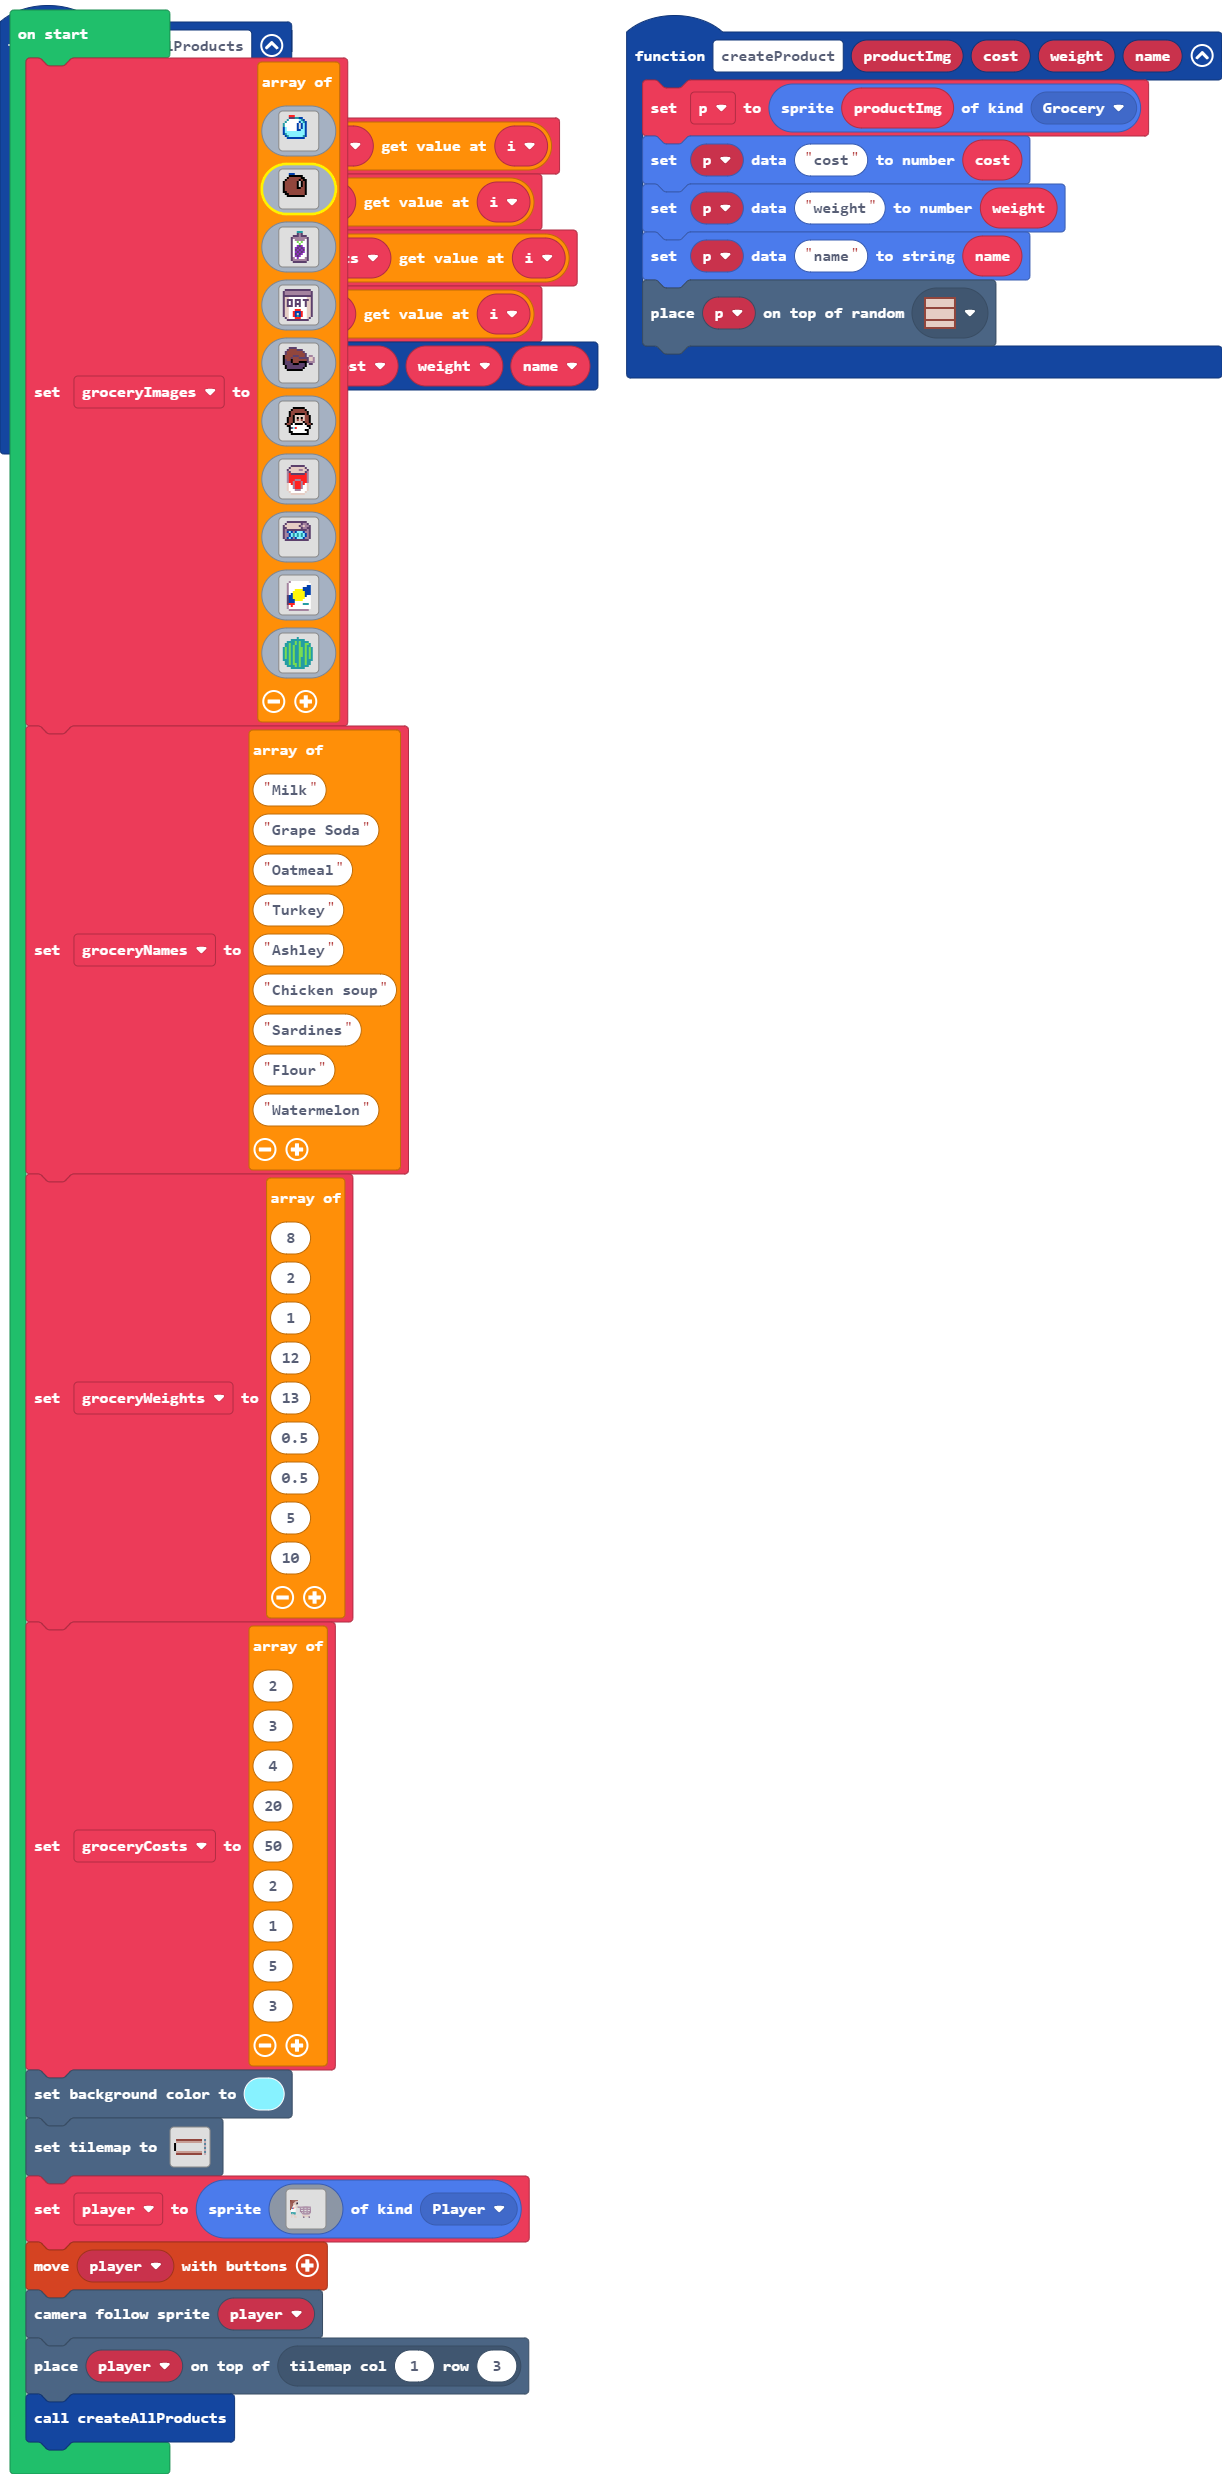 on start
lProducts
set groceryImages to
array of
OAT
get value at i
get value at i
ts get value at i
get value at i
st weight name
set groceryNames to
array of
"Milk"
"Grape Soda"
"Oatmeal"
"Turkey"
"Ashley"
"Chicken soup"
"Sardines"
"Flour"
"Watermelon"
set groceryWeights to
array of
8
2
1
12
13
0.5
0.5
5
10
set groceryCosts to
array of
2
3
4
20
50
2
1
5
3
set background color to
set tilemap to
set player to sprite of kind Player
move player with buttons
camera follow sprite player
place player on top of tilemap col 1 row 3
call createAllProducts
function createProduct productImg cost weight name
set p to sprite productImg of kind Grocery
set p data "cost" to number cost
set p data "weight" to number weight
set p data "name" to string name
place p on top of random